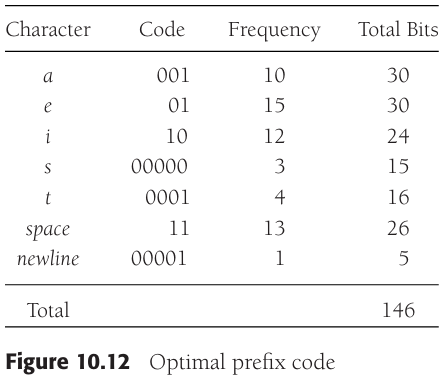 Character Code Frequency Total Bits
a 001 10 30
e 01 15 30
i 10 12 24
s 00000 3 15
t 0001 4 16
space 11 13 26
newline 00001 1 5
Total 146
Figure 10.12 Optimal prefix code